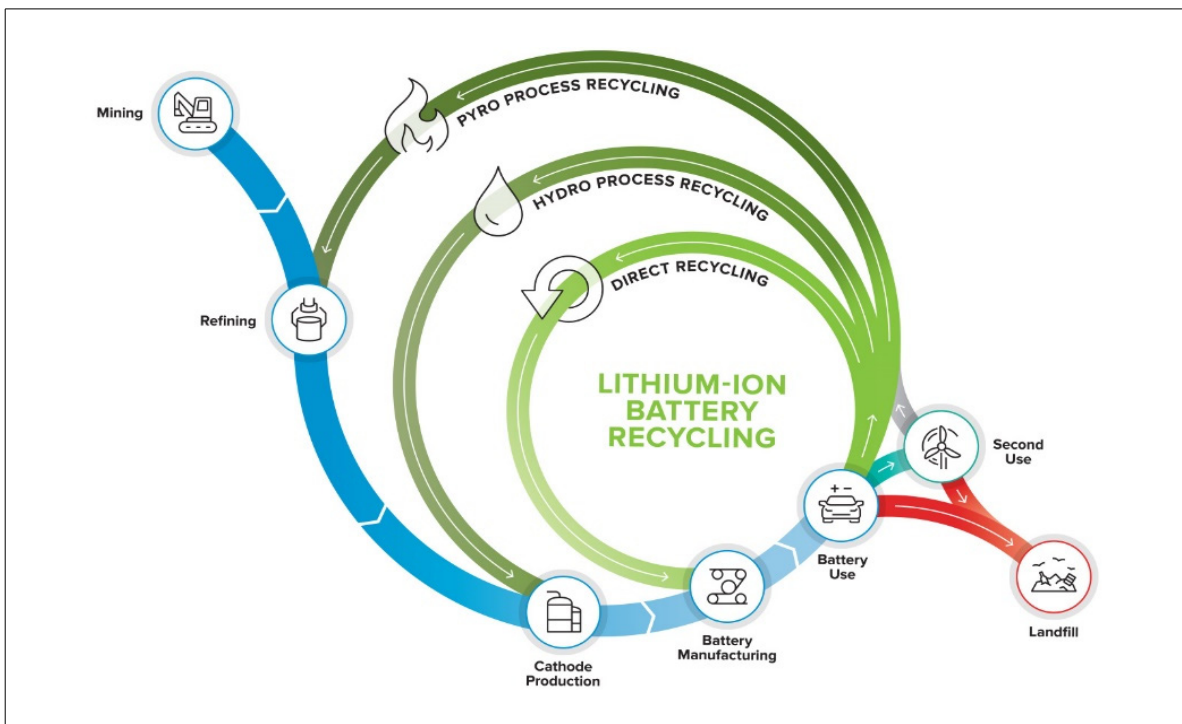 Mining
PYRO PROCESS RECYCLING
HYDRO PROCESS RECYCLING
DIRECT RECYCLING
Refining
LITHIUM-ION
BATTERY
RECYCLING
Second
Use
+ –
Battery
Use
Landfill
Battery
Manufacturing
Cathode
Production